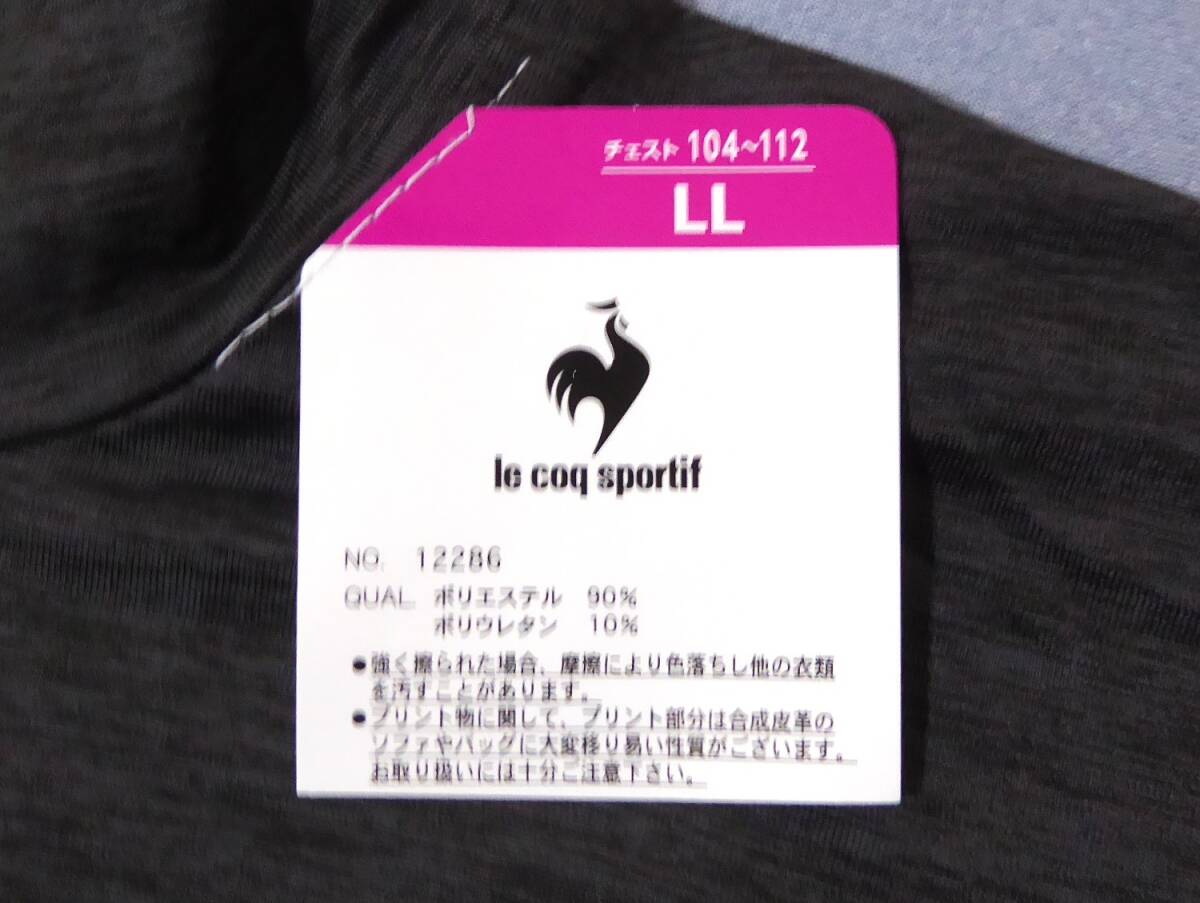 チェスト 104~112
LL
le coq sportif
NO. 12286
QUAL. ポリエステル 90%
ポリウレタン 10%
●強く擦られた場合、摩擦により色落ちし他の衣類
を汚すことがあります。
●プリント物に関して、プリント部分は合成皮革の
ソファやバッグに大変移り易い性質がございます。
お取り扱いには十分ご注意下さい。